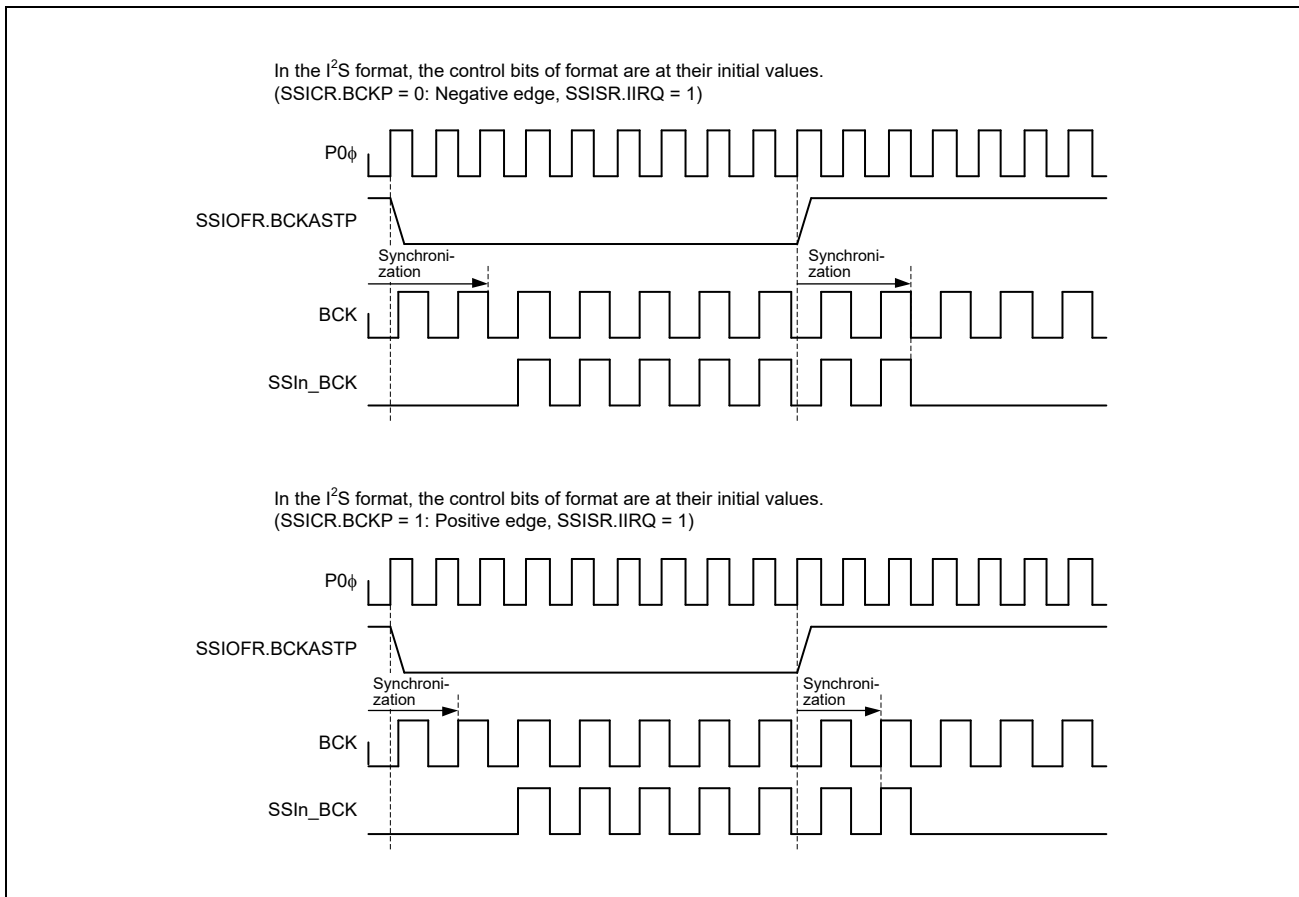 In the I²S format, the control bits of format are at their initial values.
(SSICR.BCKP = 0: Negative edge, SSISR.IIRQ = 1)
P0ϕ
SSIOFR.BCKASTP
Synchroni-
zation
Synchroni-
zation
BCK
SSIn_BCK
In the I²S format, the control bits of format are at their initial values.
(SSICR.BCKP = 1: Positive edge, SSISR.IIRQ = 1)
P0ϕ
SSIOFR.BCKASTP
Synchroni-
zation
Synchroni-
zation
BCK
SSIn_BCK